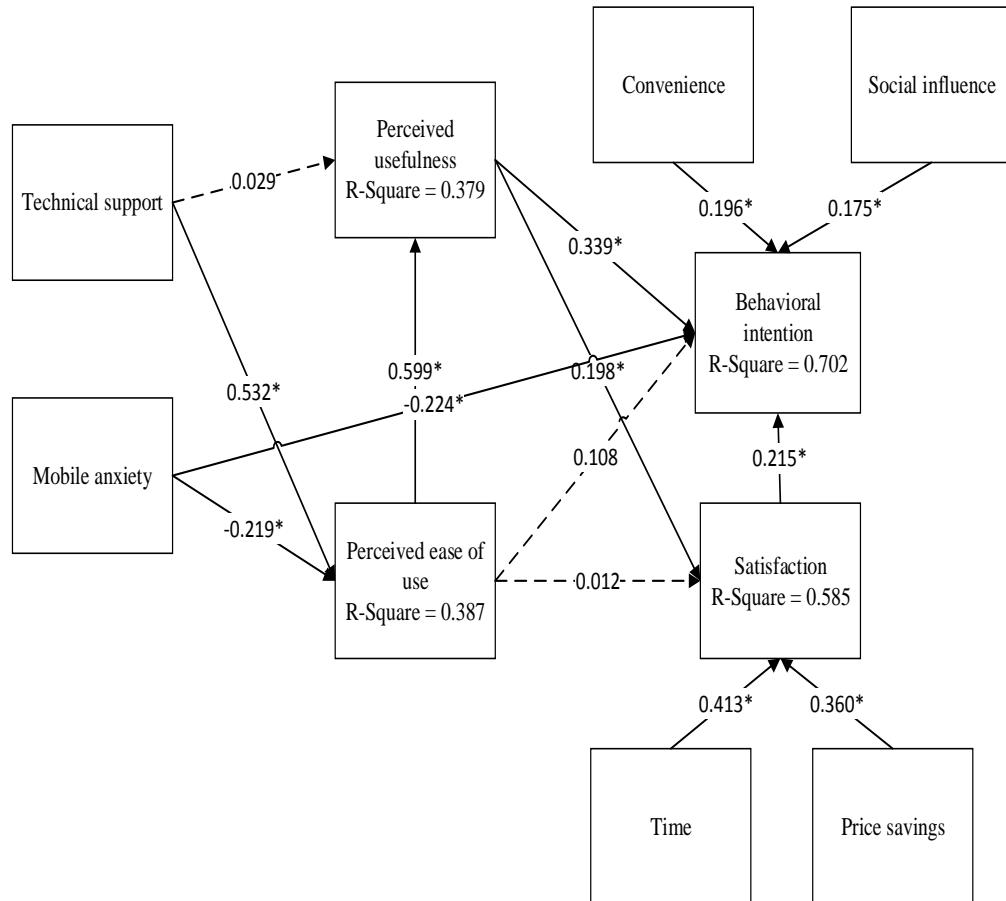 Convenience
Social influence
Perceived
usefulness
R-Square = 0.379
Technical support
0.029
0.196*
0.175*
0.339*
Behavioral
intention
R-Square = 0.702
0.599*
0.198*
0.532*
-0.224*
0.108
0.215*
Mobile anxiety
-0.219*
Perceived ease of
use
R-Square = 0.387
0.012
Satisfaction
R-Square = 0.585
0.413*
0.360*
Time
Price savings